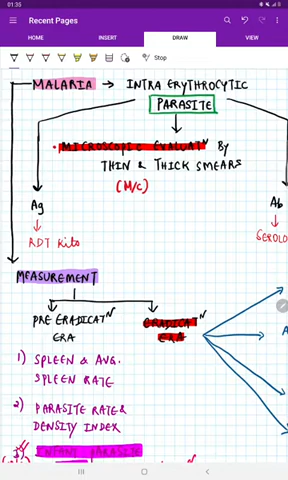 01:35
Recent Pages
HOME
INSERT
DRAW
VIEW
Stop
MALARIA → INTRA ERYTHROCYTIC
PARASITE
MICROSCOPIC EVALUATN By
THIN & THICK SMEARS
(M/C)
Ag
Ab
RDT Kits
SEROLO
MEASUREMENT
PRE ERADICATN
ERA
ERADICATN
ERA
A
1) SPLEEN & AVG.
SPLEEN RATE
2) PARASITE RATE &
DENSITY INDEX
INFANT PARASITE